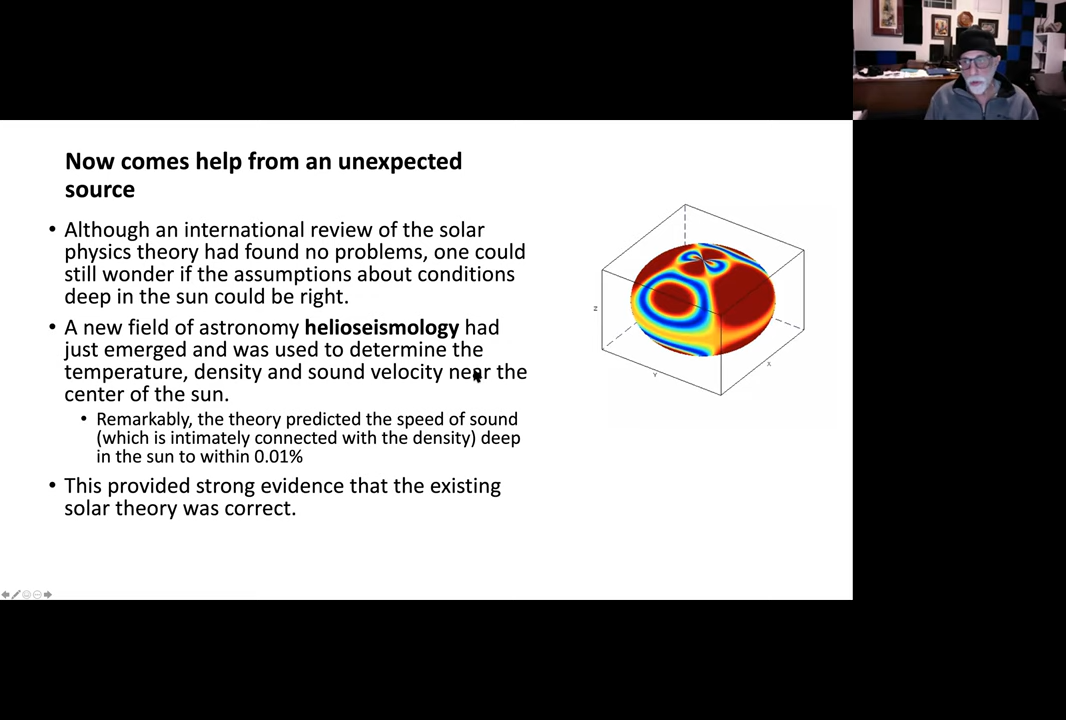 Now comes help from an unexpected
source
• Although an international review of the solar
physics theory had found no problems, one could
still wonder if the assumptions about conditions
deep in the sun could be right.
• A new field of astronomy helioseismology had
just emerged and was used to determine the
temperature, density and sound velocity near the
center of the sun.
• Remarkably, the theory predicted the speed of sound
(which is intimately connected with the density) deep
in the sun to within 0.01%
• This provided strong evidence that the existing
solar theory was correct.
Z
Y
X